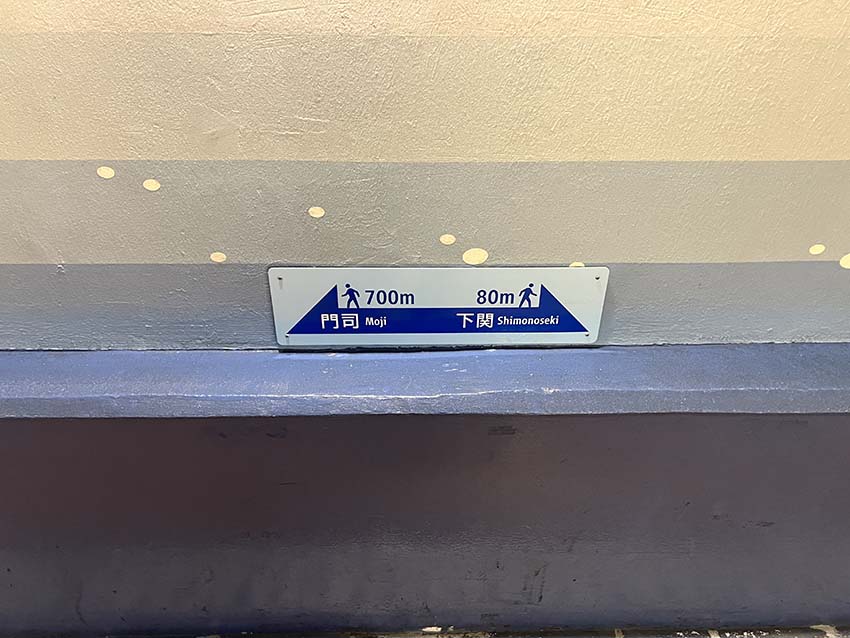 700m 80m
門司 Moji 下関 Shimonoseki